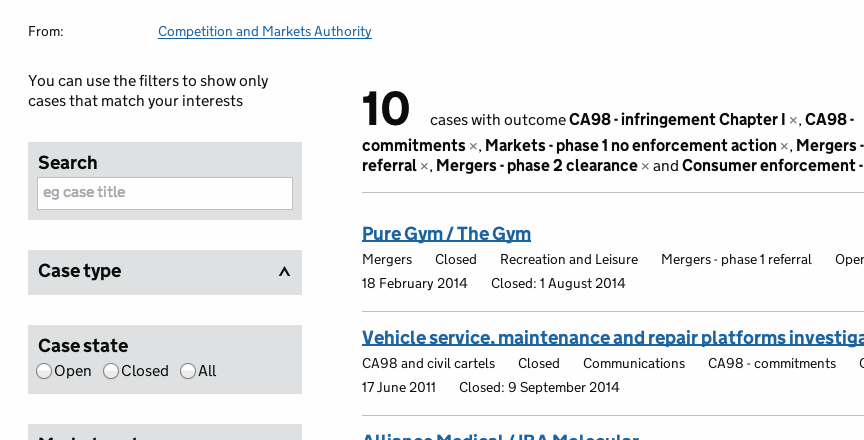 From: Competition and Markets Authority
You can use the filters to show only
cases that match your interests
Search
eg case title
Case type
Case state
Open Closed All
10 cases with outcome CA98 - infringement Chapter I ×, CA98 -
commitments ×, Markets - phase 1 no enforcement action ×, Mergers -
referral ×, Mergers - phase 2 clearance × and Consumer enforcement -
Pure Gym / The Gym
Mergers Closed Recreation and Leisure Mergers - phase 1 referral
18 February 2014 Closed: 1 August 2014
Vehicle service, maintenance and repair platforms
CA98 and civil cartels Closed Communications CA98 - commitments
17 June 2011 Closed: 9 September 2014
Alliance Medical / IBA Molecular